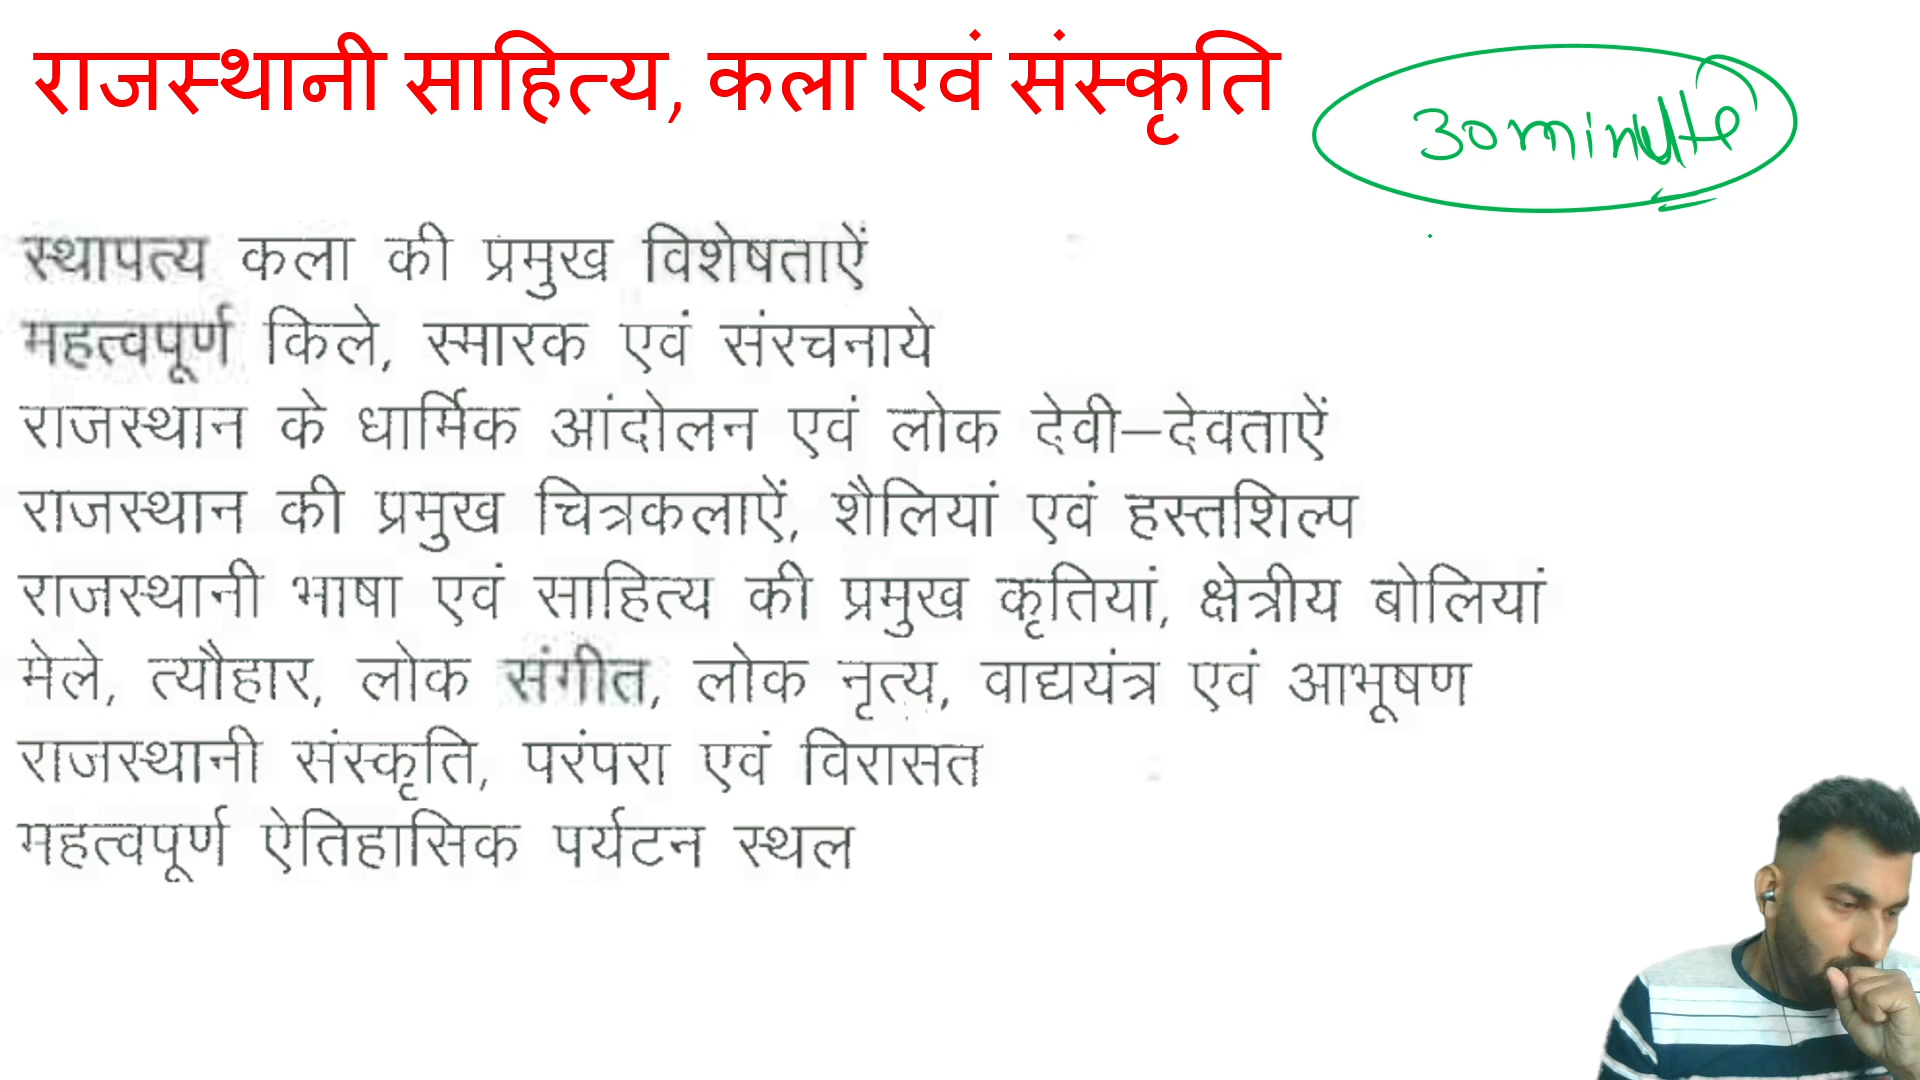 राजस्थानी साहित्य, कला एवं संस्कृति
30 minutte
स्थापत्य कला की प्रमुख विशेषताऐं
महत्वपूर्ण किले, स्मारक एवं संरचनाये
राजस्थान के धार्मिक आंदोलन एवं लोक देवी–देवताऐं
राजस्थान की प्रमुख चित्रकलाऐं, शैलियां एवं हस्तशिल्प
राजस्थानी भाषा एवं साहित्य की प्रमुख कृतियां, क्षेत्रीय बोलियां
मेले, त्यौहार, लोक संगीत, लोक नृत्य, वाद्ययंत्र एवं आभूषण
राजस्थानी संस्कृति, परंपरा एवं विरासत
महत्वपूर्ण ऐतिहासिक पर्यटन स्थल